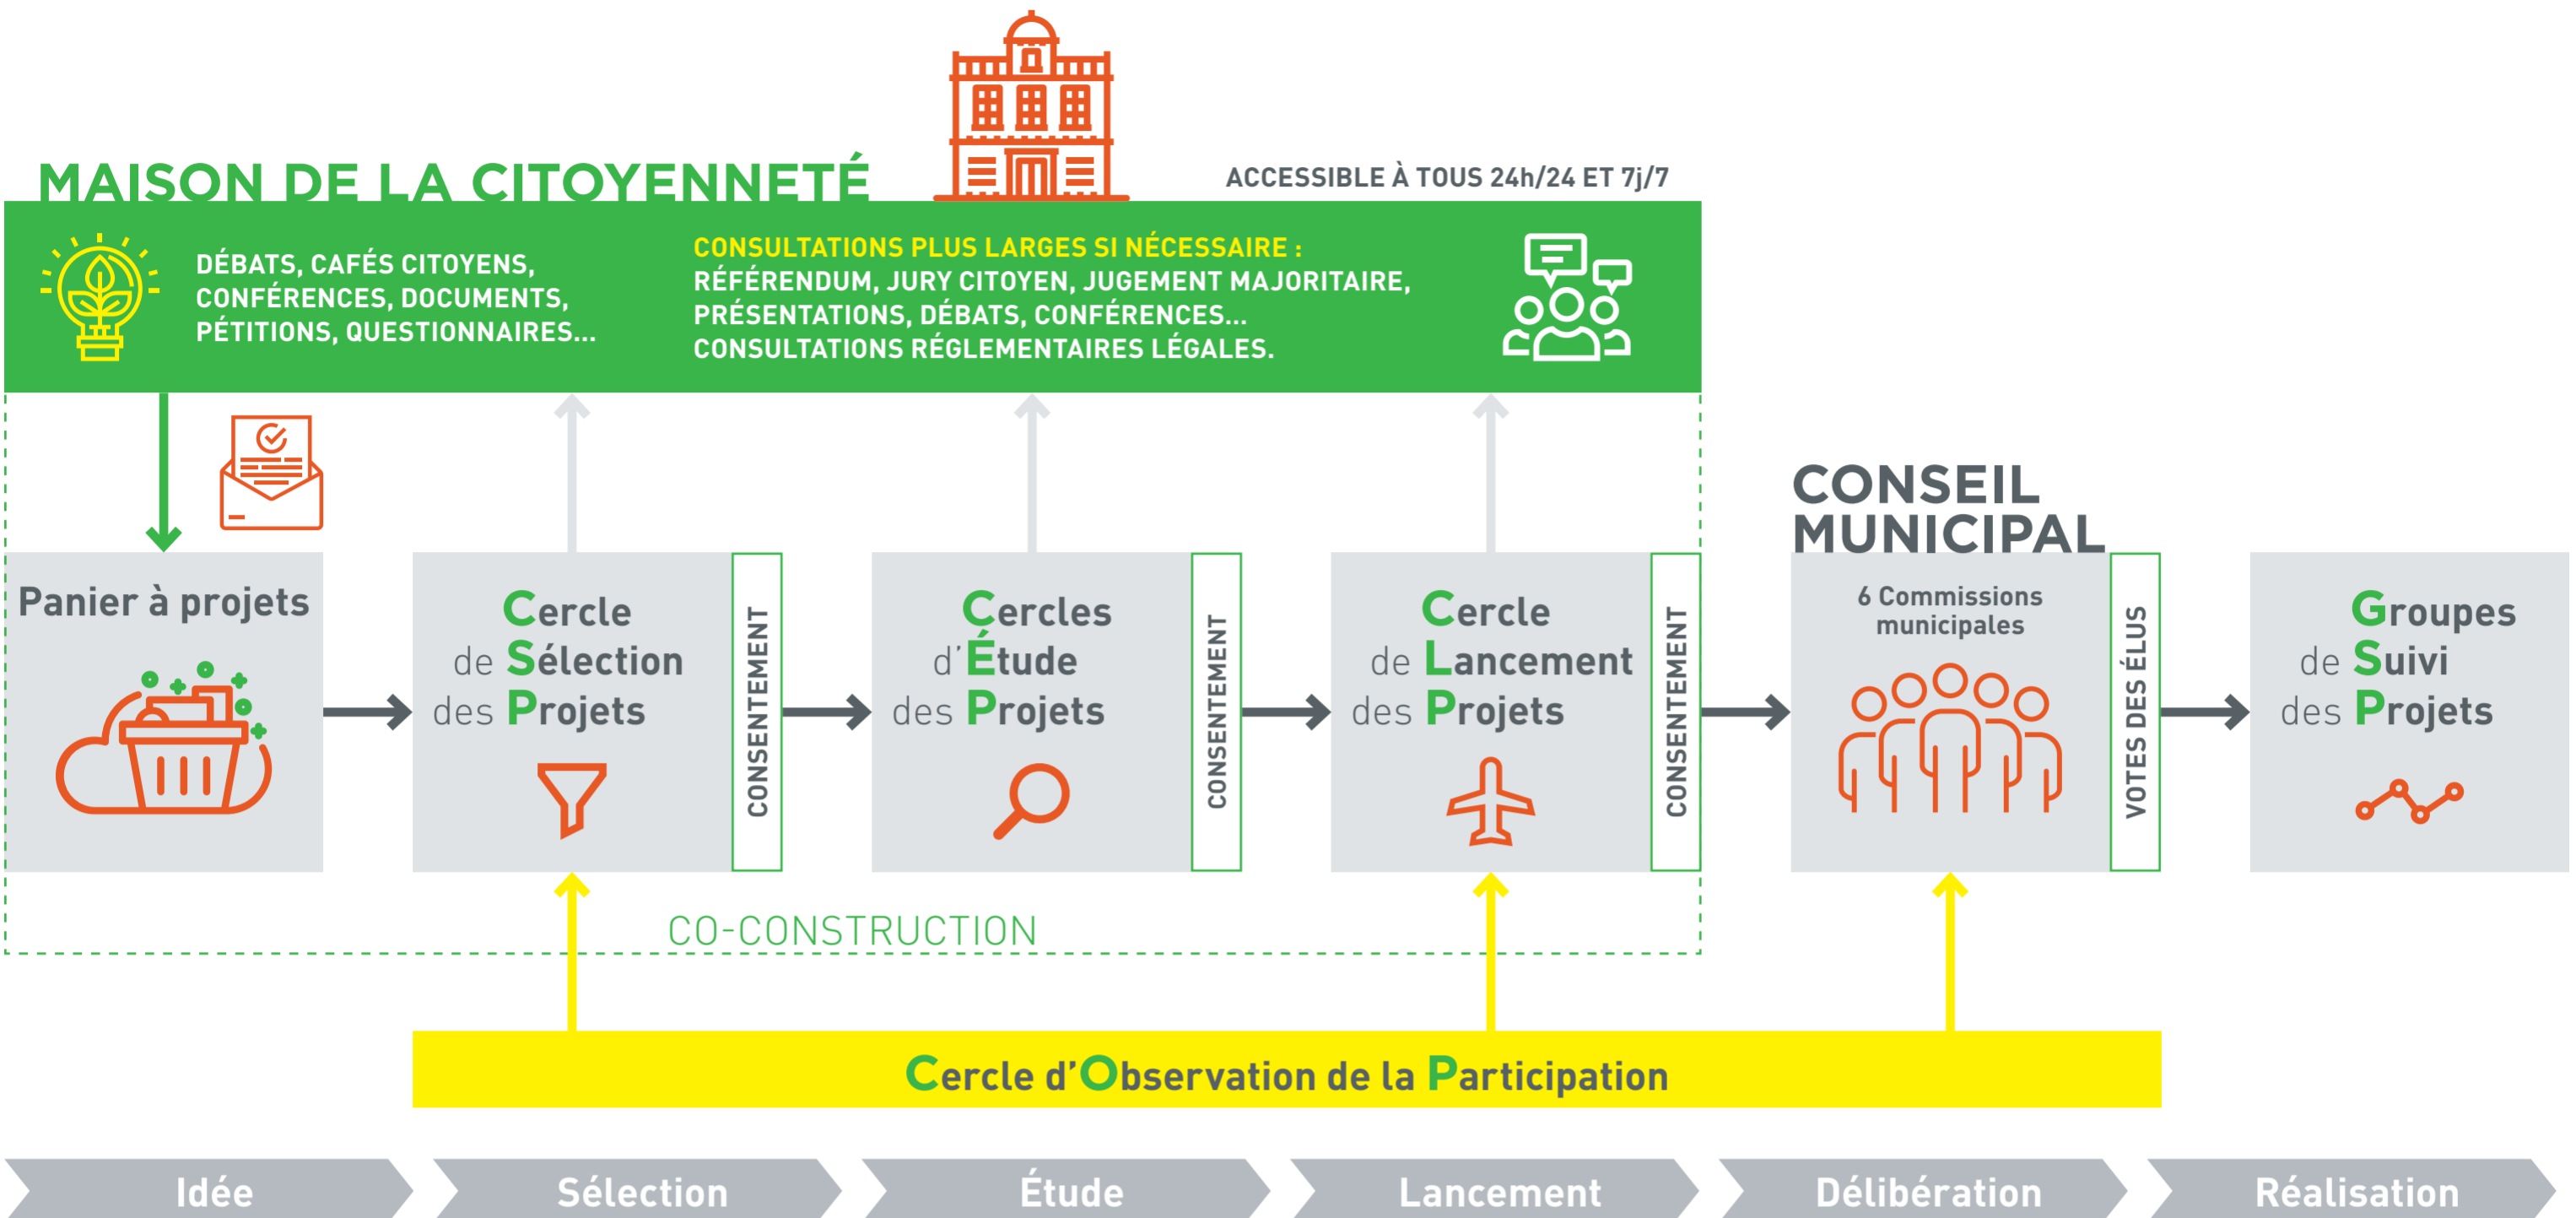 MAISON DE LA CITOYENNETÉ
ACCESSIBLE À TOUS 24h/24 ET 7j/7
DÉBATS, CAFÉS CITOYENS,
CONFÉRENCES, DOCUMENTS,
PÉTITIONS, QUESTIONNAIRES...
CONSULTATIONS PLUS LARGES SI NÉCESSAIRE :
RÉFÉRENDUM, JURY CITOYEN, JUGEMENT MAJORITAIRE,
PRÉSENTATIONS, DÉBATS, CONFÉRENCES...
CONSULTATIONS RÉGLEMENTAIRES LÉGALES.
Panier à projets
Cercle
de Sélection
des Projets
CONSENTEMENT
Cercles
d'Étude
des Projets
CONSENTEMENT
Cercle
de Lancement
des Projets
CONSENTEMENT
CONSEIL
MUNICIPAL
6 Commissions
municipales
VOTES DES ÉLUS
Groupes
de Suivi
des Projets
CO-CONSTRUCTION
Cercle d'Observation de la Participation
Idée
Sélection
Étude
Lancement
Délibération
Réalisation